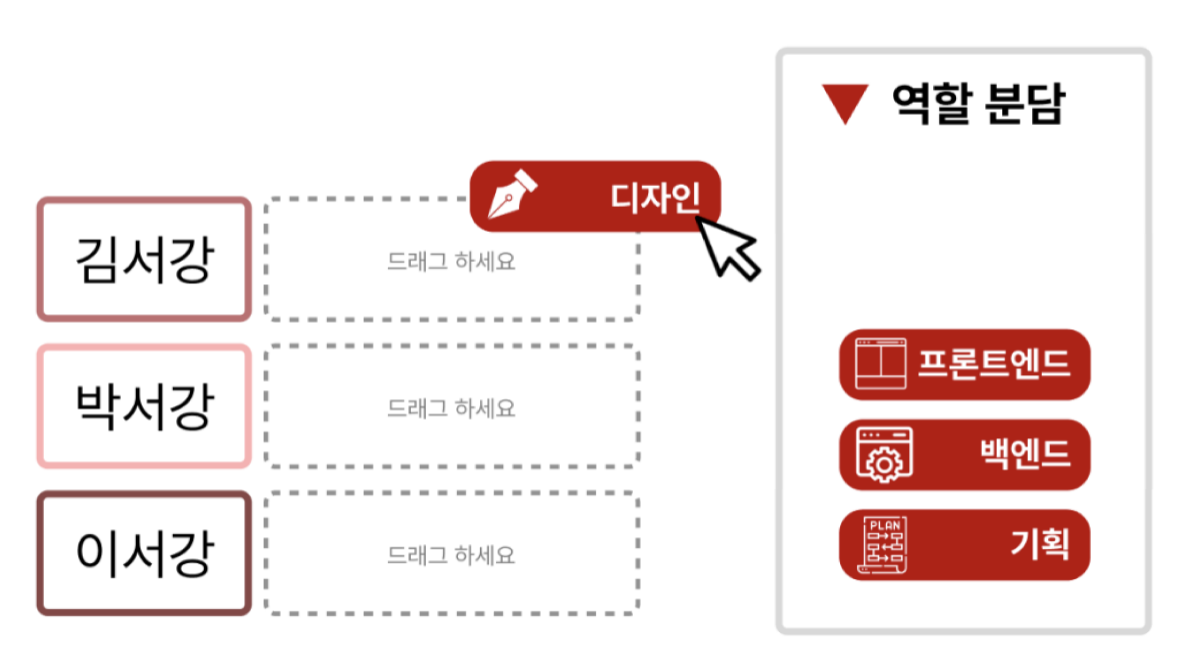 역할 분담
디자인
김서강
드래그 하세요
박서강
드래그 하세요
이서강
드래그 하세요
프론트엔드
백엔드
PLAN
기획